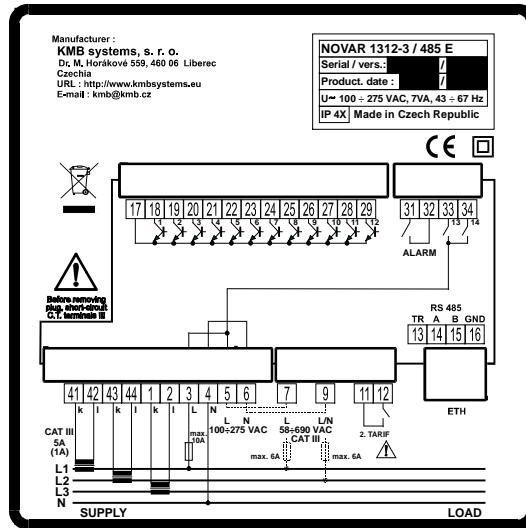 Manufacturer :
KMB systems, s. r. o.
Dr. M. Horákové 559, 460 06 Liberec
Czechia
URL : http://www.kmbsystems.eu
E-mail : kmb@kmb.cz
NOVAR 1312-3 / 485 E
Serial / vers.: /
Product. date : /
U~ 100 ÷ 275 VAC, 7VA, 43 ÷ 67 Hz
IP 4X Made in Czech Republic
CE
17 18 19 20 21 22 23 24 25 26 27 28 29
1 2 3 4 5 6 7 8 9 10 11 12
31 32 33 34
13 14
ALARM
Before removing
plug, short-circuit
C.T. terminals !!!
RS 485
TR A B GND
13 14 15 16
ETH
41 42 43 44 1 2 3 4 5 6 7 9 11 12
k l k l k l L N
L N
100÷275 VAC
L L/N
58÷690 VAC
CAT III
2. TARIF
CAT III
5A
(1A)
max.
10A
max. 6A
max. 6A
L1
L2
L3
N
SUPPLY LOAD